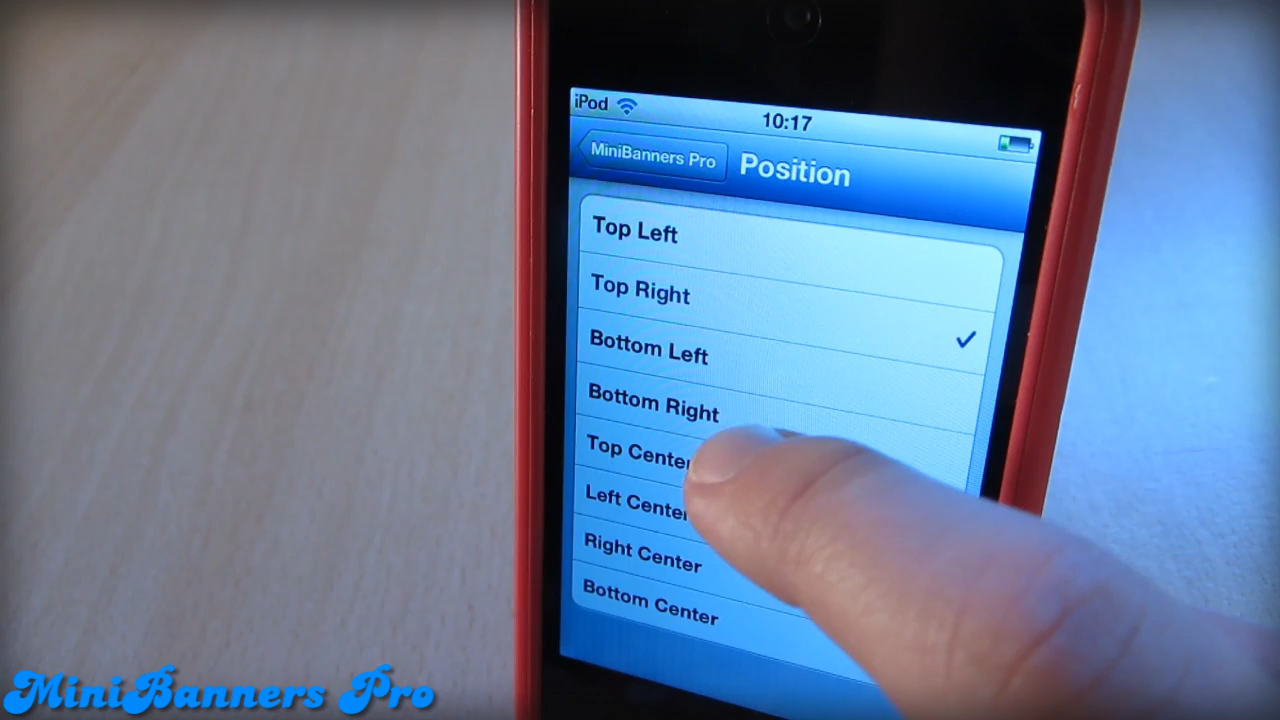 iPod
10:17
MiniBanners Pro
Position
Top Left
Top Right
Bottom Left
Bottom Right
Top Center
Left Center
Right Center
Bottom Center
MiniBanners Pro